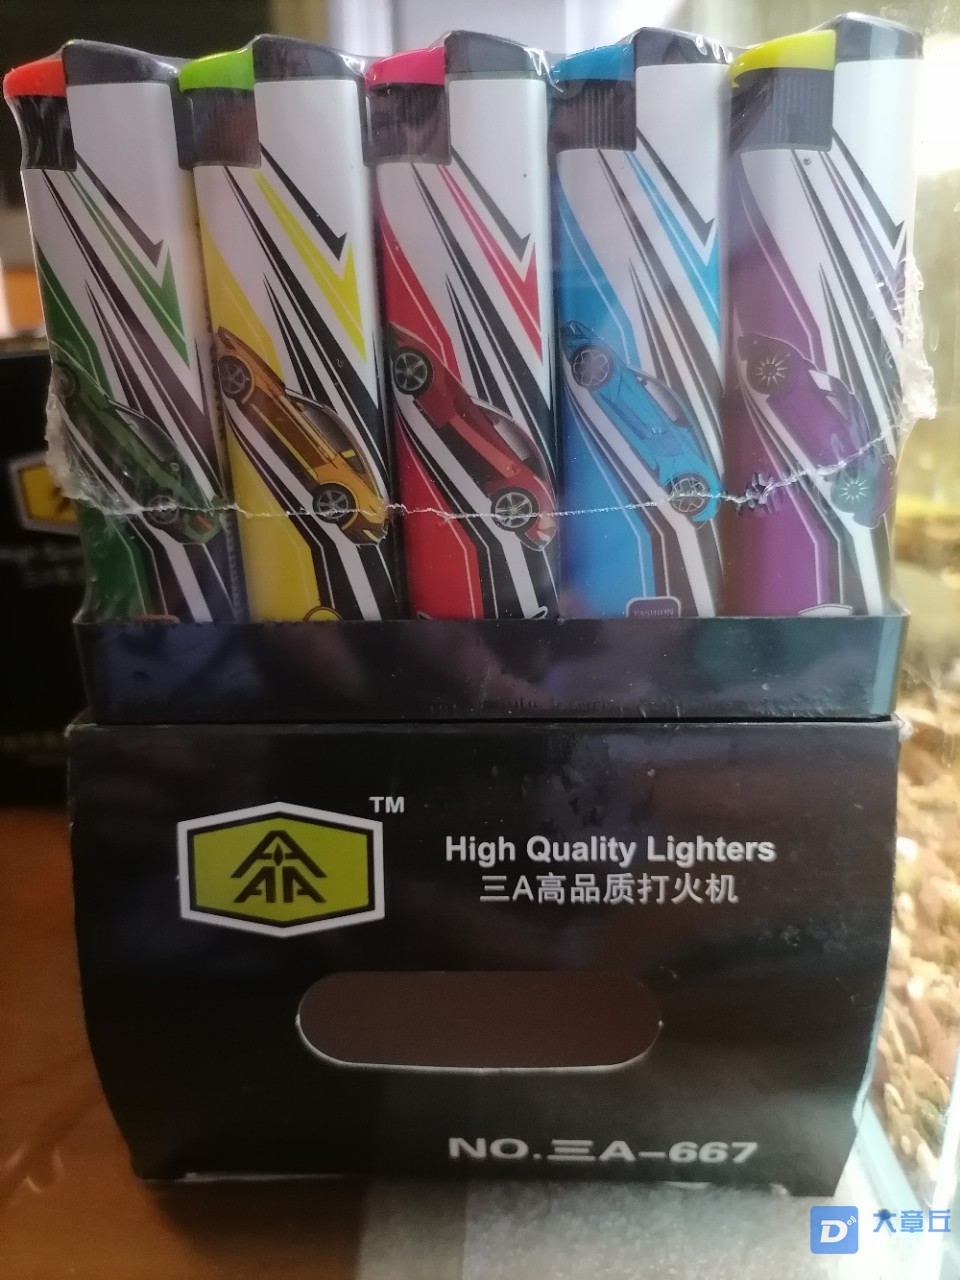 FASHION
TM
AAA
High Quality Lighters
三A高品质打火机
NO.三A-667
D 大章丘